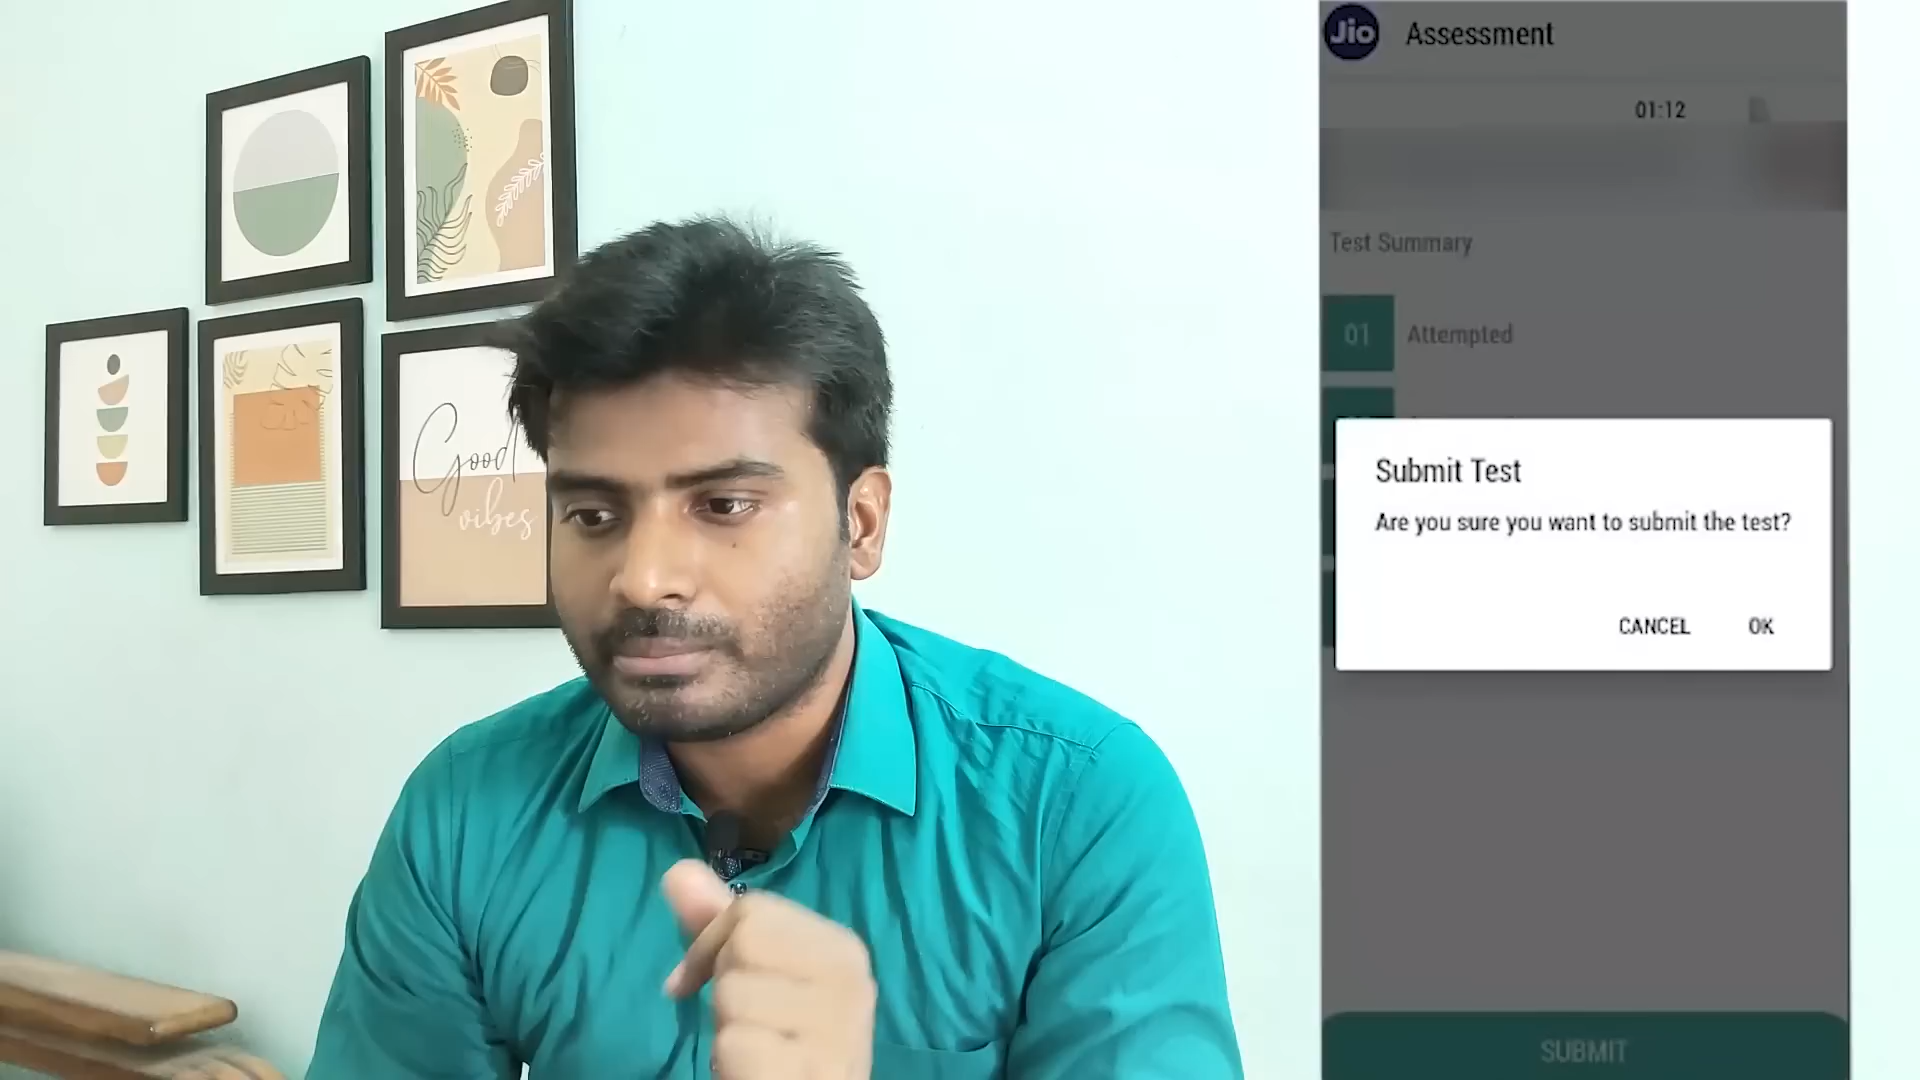 Good
vibes
Jio Assessment
01:12
Test Summary
01 Attempted
Submit Test
Are you sure you want to submit the test?
CANCEL OK
SUBMIT